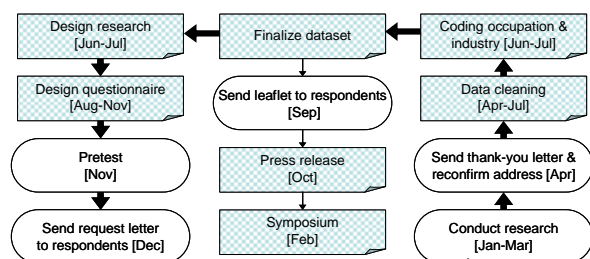 Design research
[Jun-Jul]
Finalize dataset
Coding occupation &
industry [Jun-Jul]
Design questionnaire
[Aug-Nov]
Send leaflet to respondents
[Sep]
Data cleaning
[Apr-Jul]
Pretest
[Nov]
Press release
[Oct]
Send thank-you letter &
reconfirm address [Apr]
Send request letter
to respondents [Dec]
Symposium
[Feb]
Conduct research
[Jan-Mar]